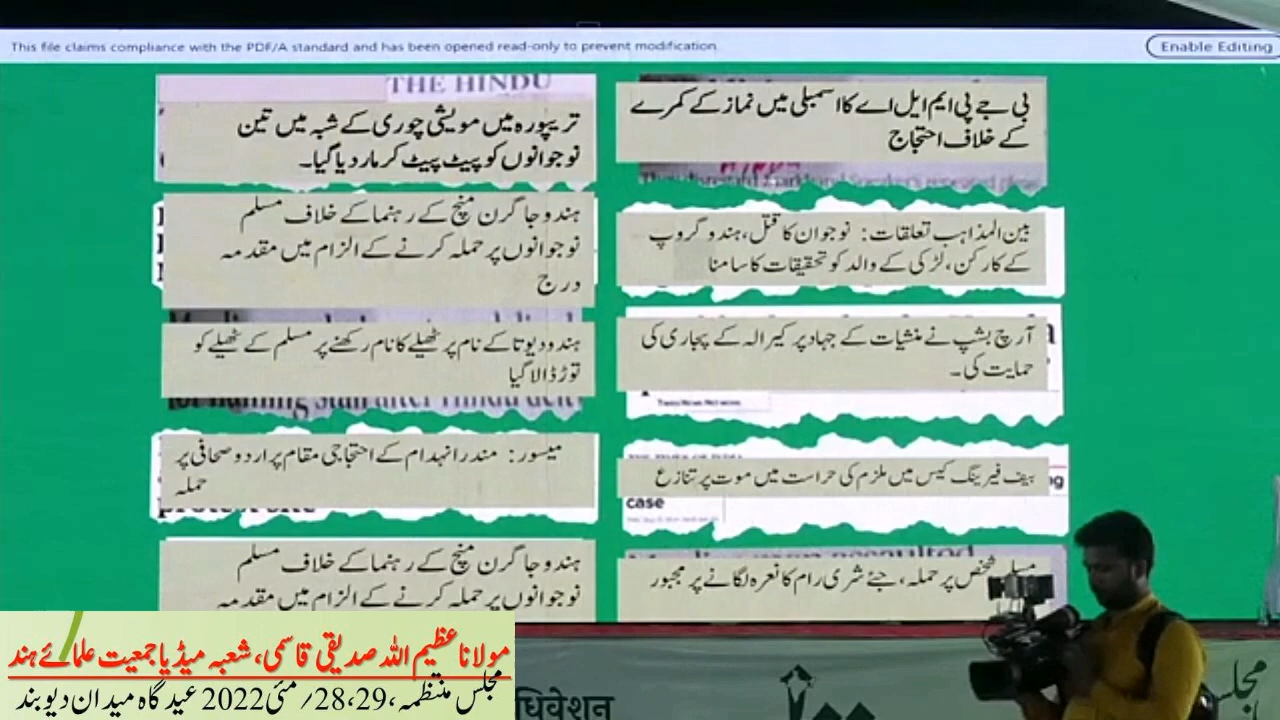 This file claims compliance with the PDF/A standard and has been opened read-only to prevent modification.
Enable Editing
بی جے پی ایم ایل اے کا اسمبلی میں نماز کے کمرے
کے خلاف احتجاج
بین المذاہب تعلقات: نوجوان کا قتل، ہندو گروپ
کے کارکن، لڑکی کے والد کو تحقیقات کا سامنا
آرچ بشپ نے منشیات کے جہاد پر کیرالہ کے پجاری کی
حمایت کی۔
بیف فیرینگ کیس میں ملزم کی حراست میں موت پر تنازع
case
شخص پر حملہ، جئے شری رام کا نعرہ لگانے پر مجبور
THE HINDU
تریپورہ میں مویشی چوری کے شبہ میں تین
نوجوانوں کو پیٹ پیٹ کر مار دیا گیا۔
ہندو جاگرن منچ کے رہنما کے خلاف مسلم
نوجوانوں پر حملہ کرنے کے الزام میں مقدمہ
درج
ہندو دیوتا کے نام پر ٹھیلے کا نام رکھنے پر مسلم کے ٹھیلے کو
توڑ ڈالا گیا
میسور: مندر انہدام کے احتجاجی مقام پر اردو صحافی پر
حملہ
ہندو جاگرن منچ کے رہنما کے خلاف مسلم
نوجوانوں پر حملہ کرنے کے الزام میں مقدمہ
مولانا عظیم اللہ صدیقی قاسمی، شعبہ میڈیا جمعیت علمائے ہند
مجلس منتظمہ، 28،29/ مئی 2022 عید گاہ میدان دیوبند
धिवेशन
مجلس